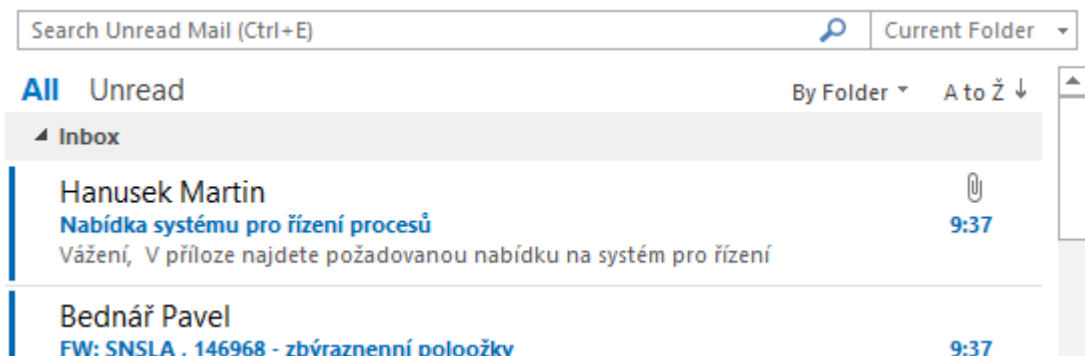 Search Unread Mail (Ctrl+E) Current Folder
All Unread By Folder A to Ž
Inbox
Hanusek Martin
Nabídka systému pro řízení procesů 9:37
Vážení, V příloze najdete požadovanou nabídku na systém pro řízení
Bednář Pavel
FW: SNSLA , 146968 - zbýraznenní poloožky 9:37